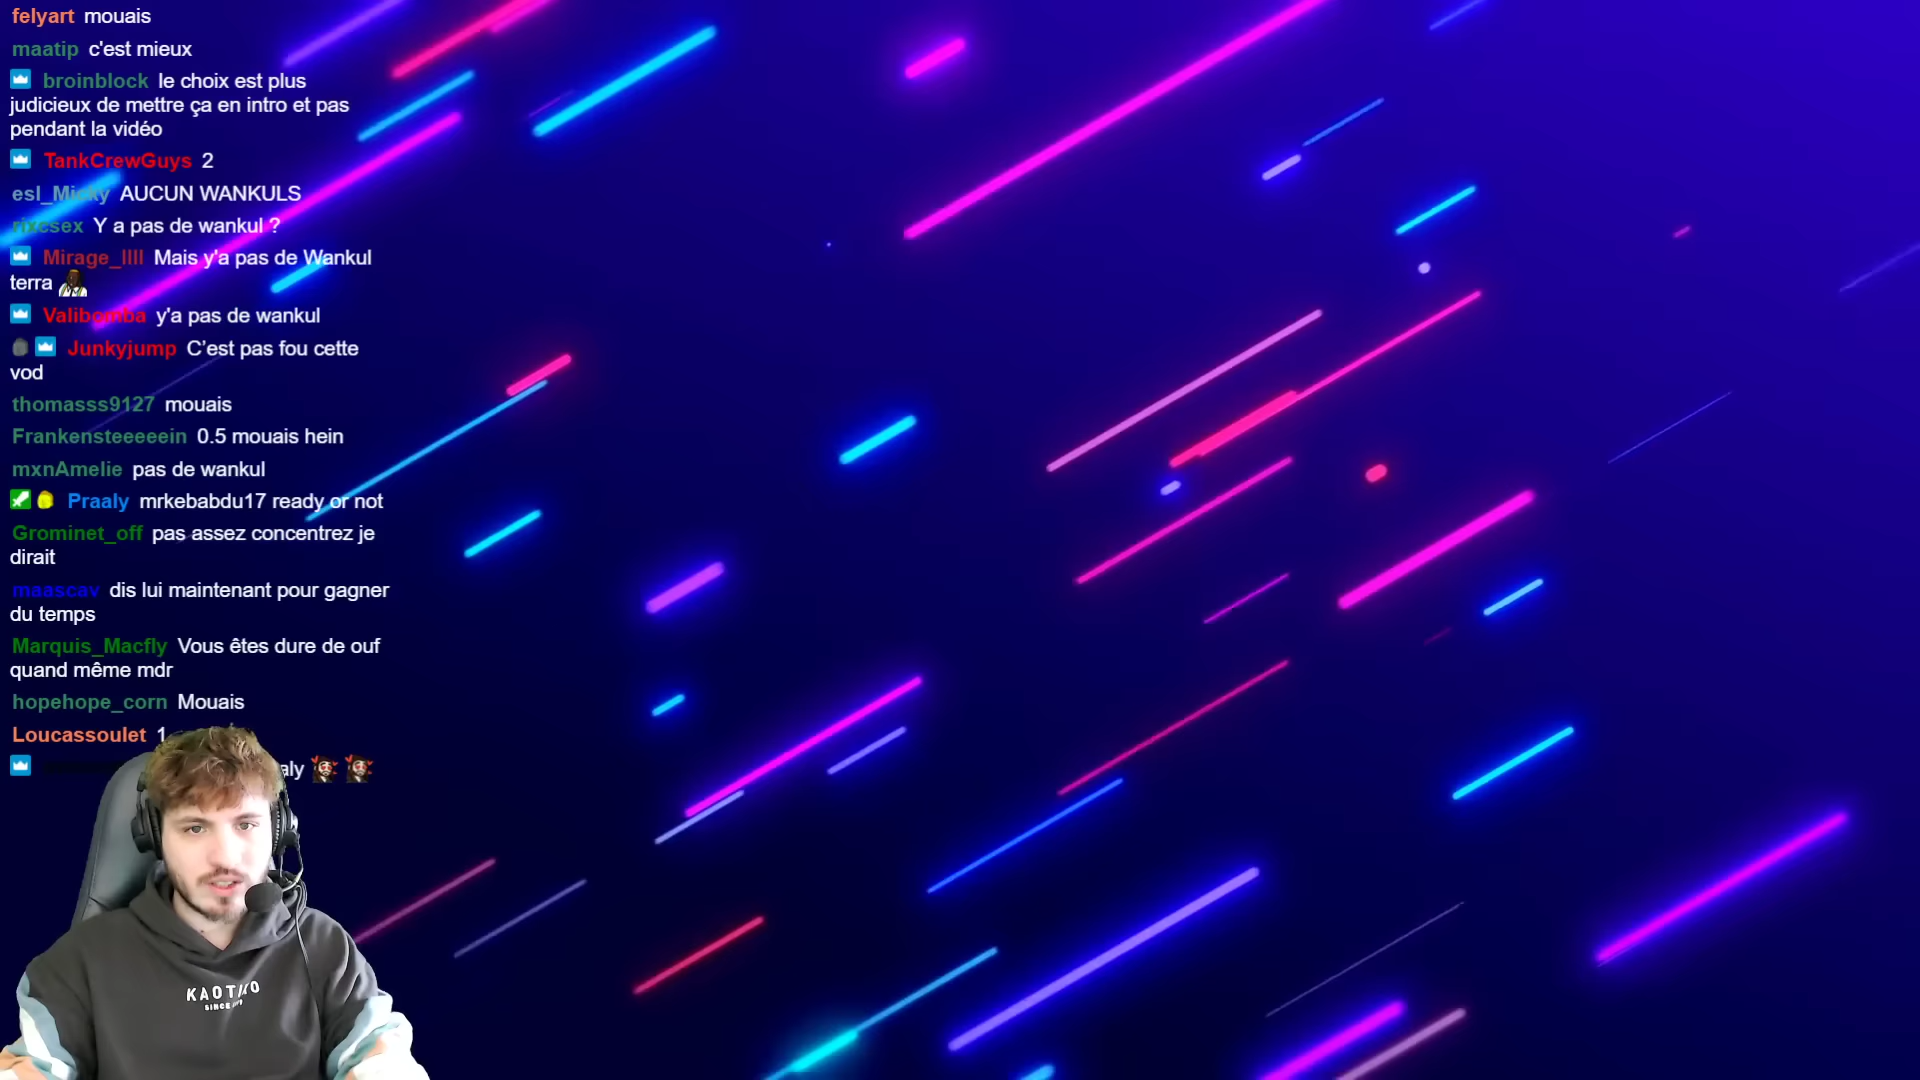 felyart mouais
maatip c'est mieux
broinblock le choix est plus
judicieux de mettre ça en intro et pas
pendant la vidéo
TankCrewGuys 2
esl_Micky AUCUN WANKULS
rixcsex Y a pas de wankul ?
Mirage_llll Mais y'a pas de Wankul
terra
Valibomba y'a pas de wankul
Junkyjump C'est pas fou cette
vod
thomasss9127 mouais
Frankensteeeeein 0.5 mouais hein
mxnAmelie pas de wankul
Praaly mrkebabdu17 ready or not
Grominet_off pas assez concentrez je
dirait
maascav dis lui maintenant pour gagner
du temps
Marquis_Macfly Vous êtes dure de ouf
quand même mdr
hopehope_corn Mouais
Loucassoulet 1
aly
KAOTIKO
SINCE